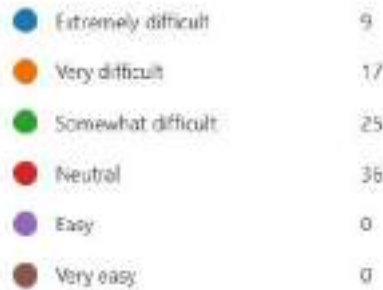 Extremely difficult 9
Very difficult 17
Somewhat difficult 25
Neutral 36
Easy 0
Very easy 0